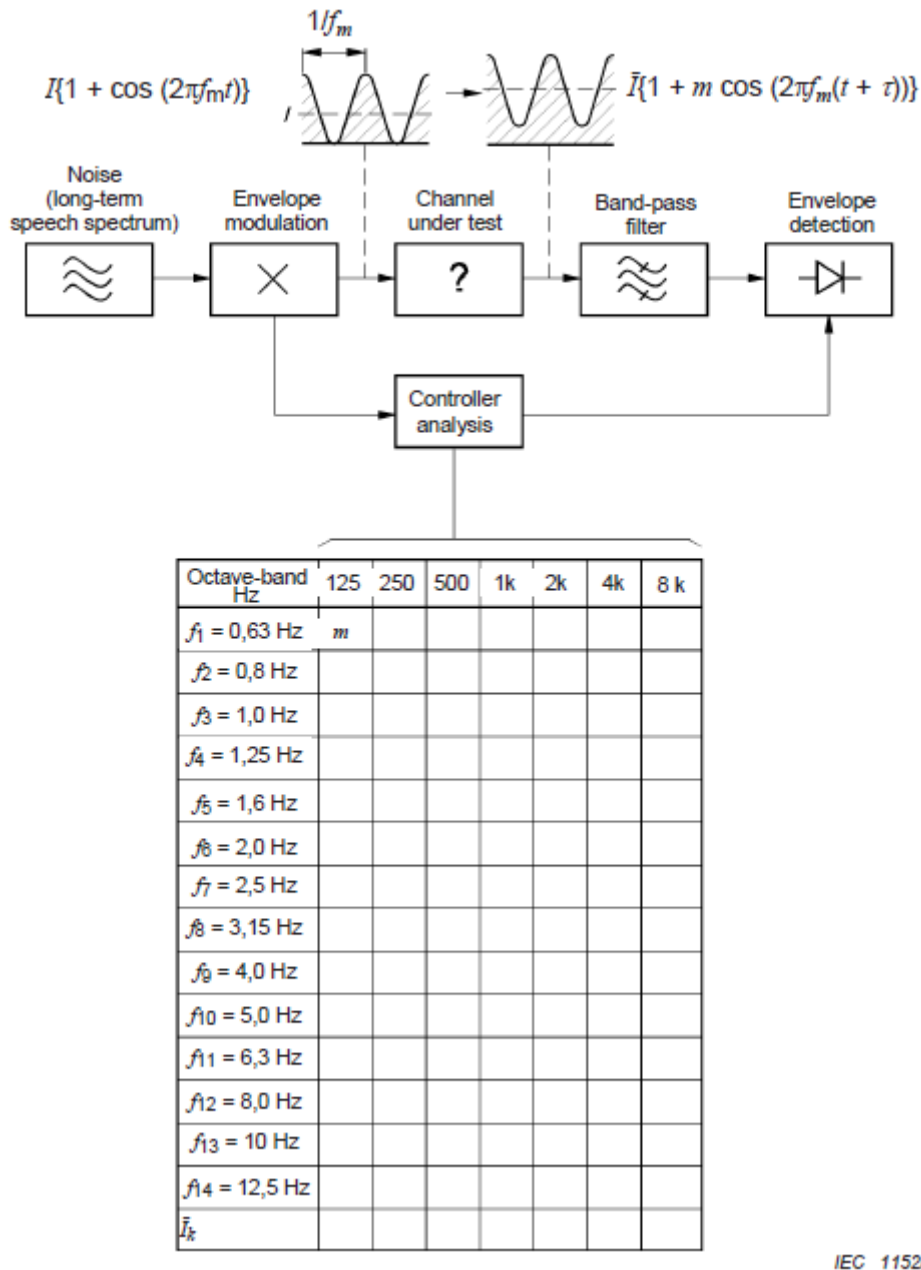 1/fm
I{1 + cos (2πfmt)}
I
Ī{1 + m cos (2πfm(t + τ))}
Noise
(long-term
speech spectrum)
Envelope
modulation
Channel
under test
Band-pass
filter
Envelope
detection
?
Controller
analysis
Octave-band Hz 125 250 500 1k 2k 4k 8 k
f1 = 0,63 Hz m
f2 = 0,8 Hz
f3 = 1,0 Hz
f4 = 1,25 Hz
f5 = 1,6 Hz
f6 = 2,0 Hz
f7 = 2,5 Hz
f8 = 3,15 Hz
f9 = 4,0 Hz
f10 = 5,0 Hz
f11 = 6,3 Hz
f12 = 8,0 Hz
f13 = 10 Hz
f14 = 12,5 Hz
Īk
IEC 1152